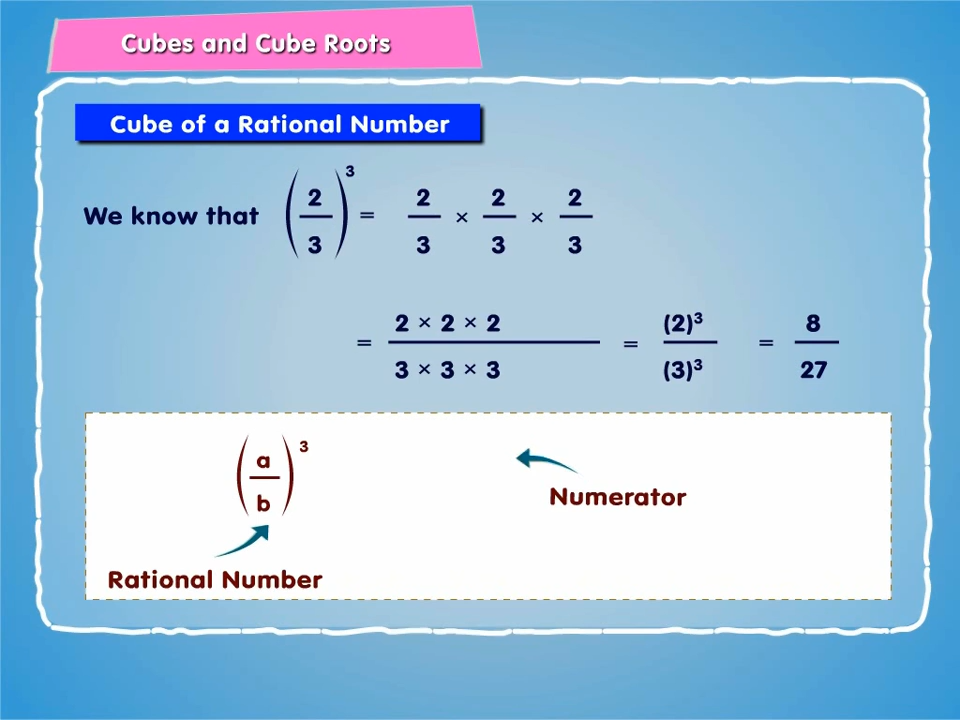 Cubes and Cube Roots
Cube of a Rational Number
We know that (2/3)³ = 2/3 × 2/3 × 2/3
= 2 × 2 × 2 / 3 × 3 × 3 = (2)³ / (3)³ = 8 / 27
(a/b)³
Numerator
Rational Number